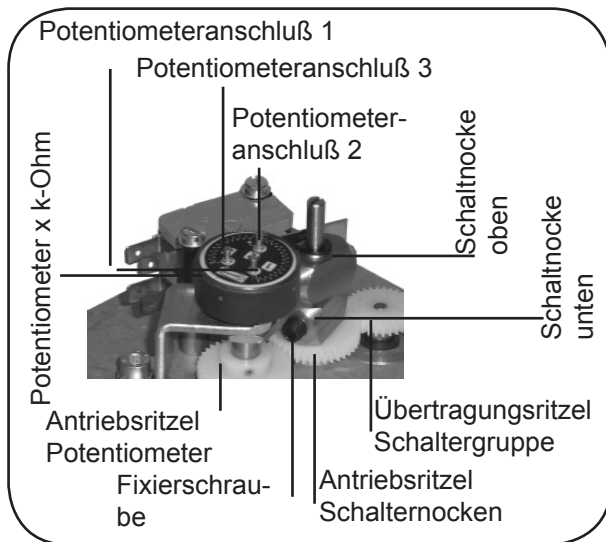 Potentiometeranschluß 1
Potentiometeranschluß 3
Potentiometer-
anschluß 2
Potentiometer x k-Ohm
Schaltnocke
oben
Schaltnocke
unten
Antriebsritzel
Potentiometer
Fixierschrau-
be
Übertragungsritzel
Schaltergruppe
Antriebsritzel
Schalternocken